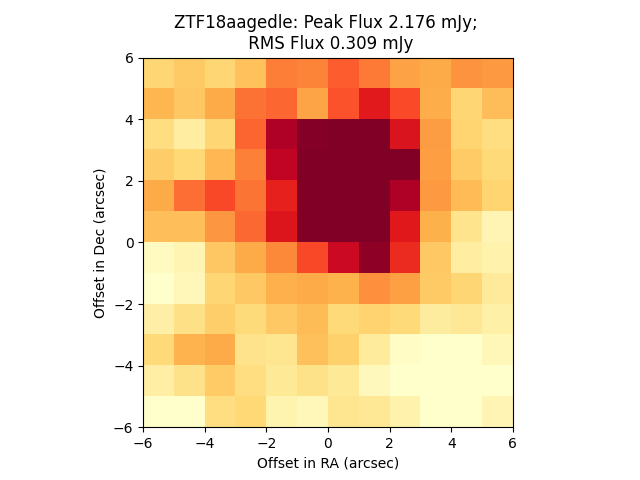 ZTF18aagedle: Peak Flux 2.176 mJy;
RMS Flux 0.309 mJy
6
4
2
0
−2
−4
−6
Offset in Dec (arcsec)
−6 −4 −2 0 2 4 6
Offset in RA (arcsec)